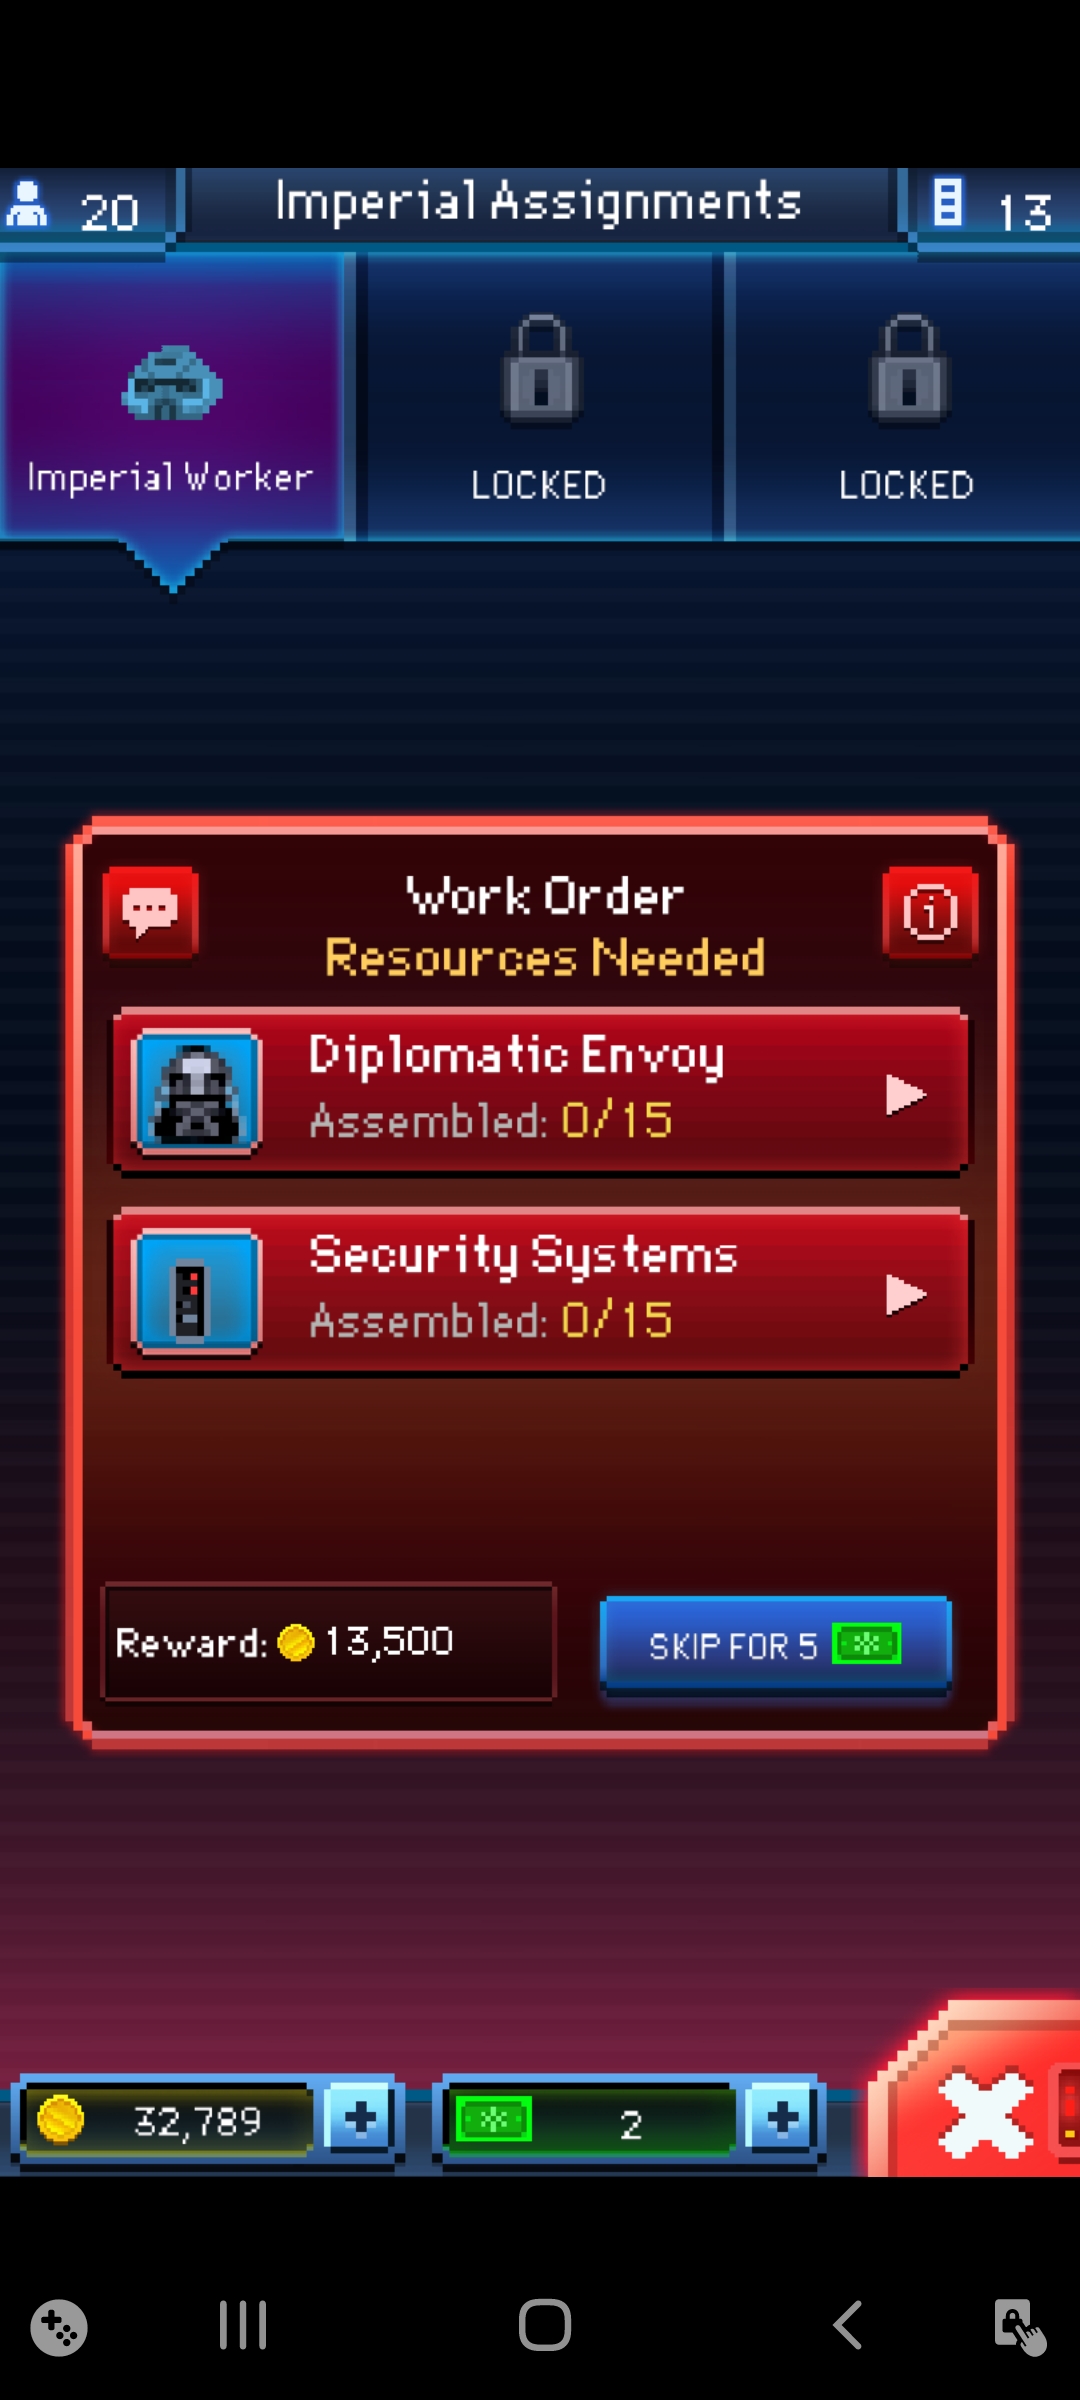 20
Imperial Assignments
13
Imperial Worker
LOCKED
LOCKED
Work Order
Resources Needed
Diplomatic Envoy
Assembled: 0/15
Security Systems
Assembled: 0/15
Reward: 13,500
SKIP FOR 5
32,789
2